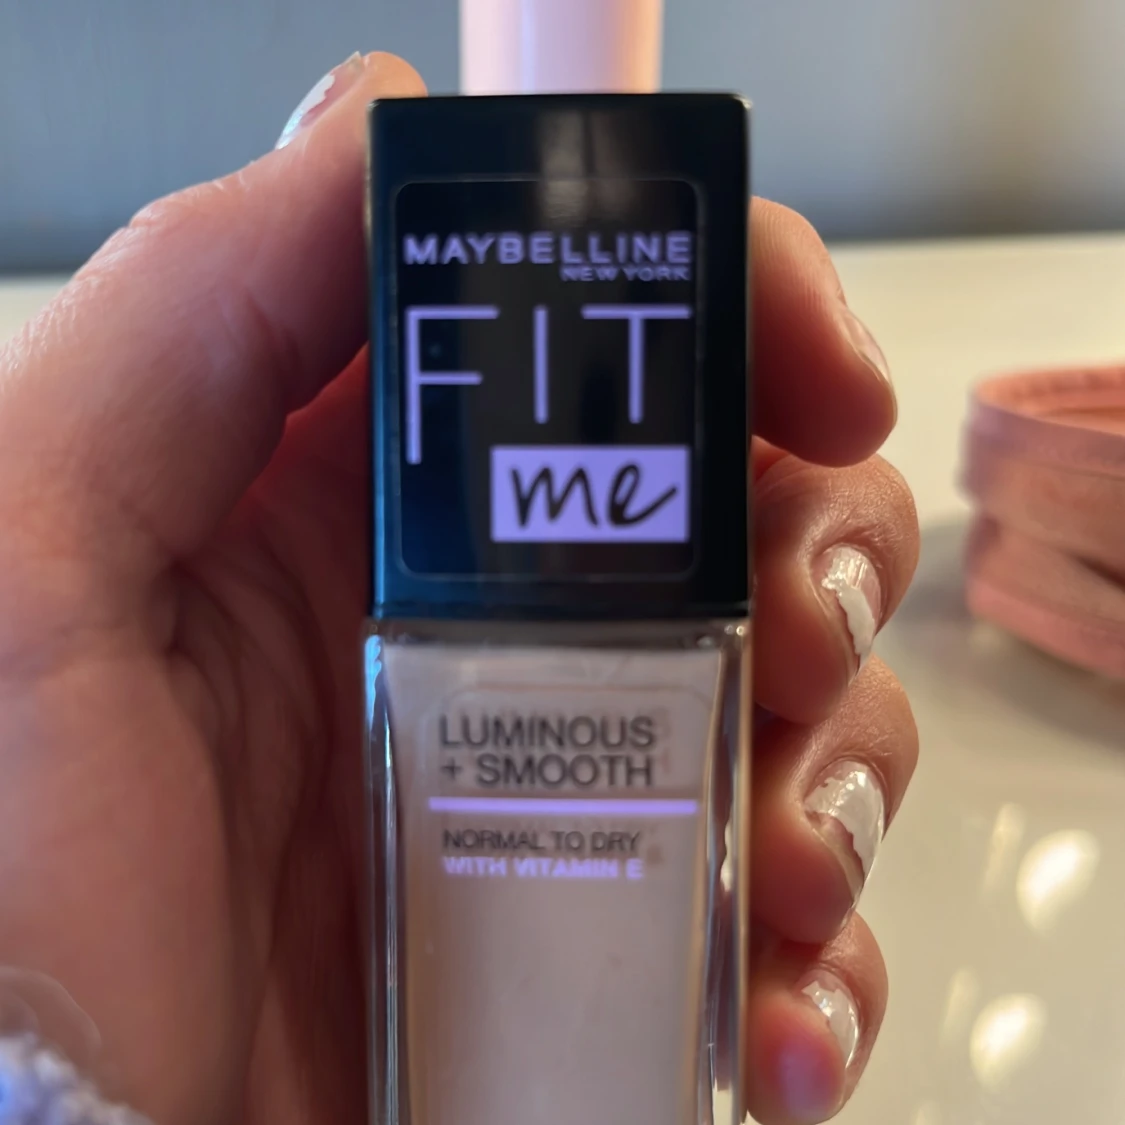 MAYBELLINE
NEW YORK
FIT
me
LUMINOUS
+ SMOOTH
NORMAL TO DRY
WITH VITAMIN E